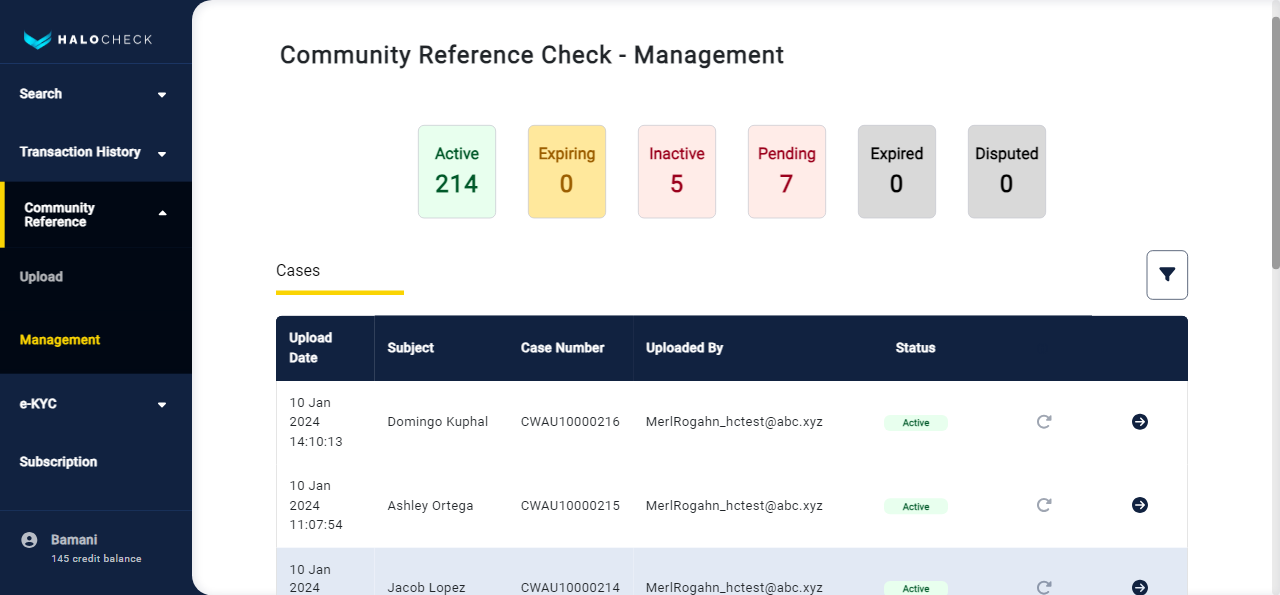 HALOCHECK
Search
Transaction History
Community
Reference
Upload
Management
e-KYC
Subscription
Bamani
145 credit balance
Community Reference Check - Management
Active
214
Expiring
0
Inactive
5
Pending
7
Expired
0
Disputed
0
Cases
Upload
Date
Subject
Case Number
Uploaded By
Status
10 Jan
2024
14:10:13
Domingo Kuphal
CWAU10000216
MerlRogahn_hctest@abc.xyz
Active
10 Jan
2024
11:07:54
Ashley Ortega
CWAU10000215
MerlRogahn_hctest@abc.xyz
Active
10 Jan
2024
Jacob Lopez
CWAU10000214
MerlRogahn_hctest@abc.xyz
Active